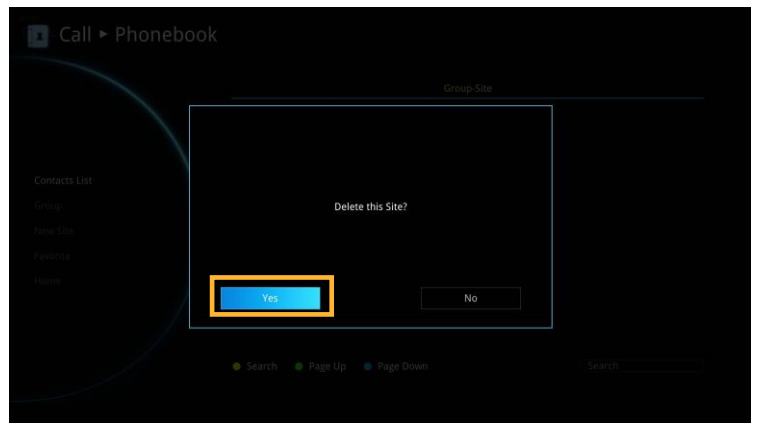 Call ▸ Phonebook
Group-Site
Contacts List
Group
New Site
Favorite
Home
Delete this Site?
Yes
No
Search
Page Up
Page Down
Search